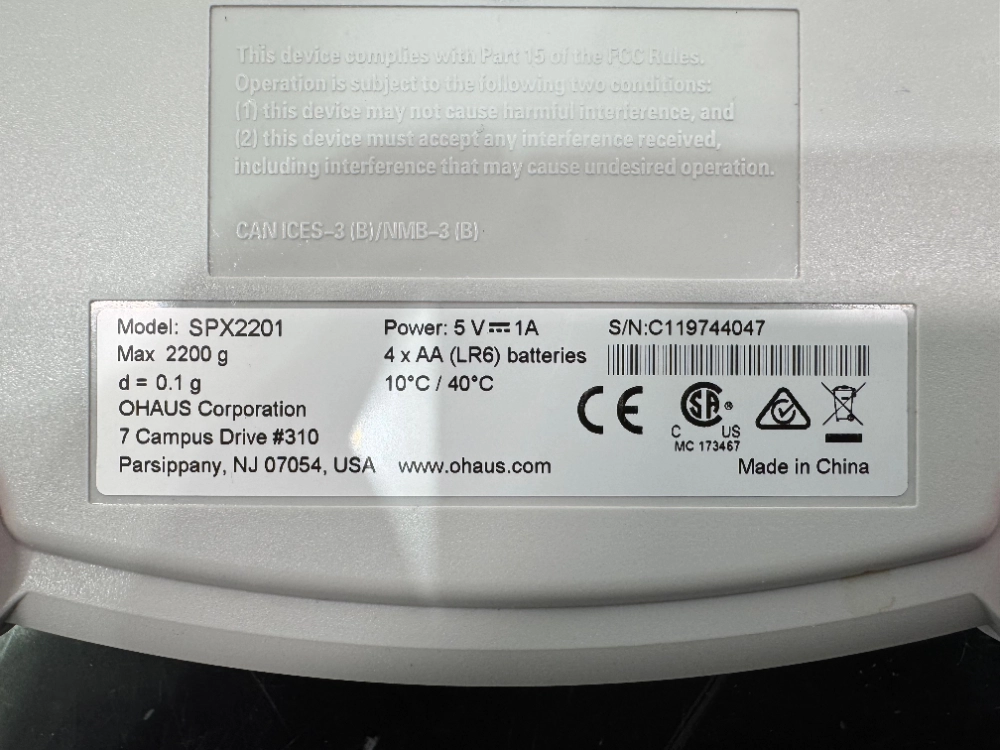 This device complies with Part 15 of the FCC Rules.
Operation is subject to the following two conditions:
(1) this device may not cause harmful interference, and
(2) this device must accept any interference received,
including interference that may cause undesired operation.
CAN ICES-3 (B)/NMB-3 (B)
Model: SPX2201
Max 2200 g
d = 0.1 g
OHAUS Corporation
7 Campus Drive #310
Parsippany, NJ 07054, USA www.ohaus.com
Power: 5 V⎓1A
4 x AA (LR6) batteries
10°C / 40°C
S/N:C119744047
CE
SA ®
C US
MC 173467
Made in China